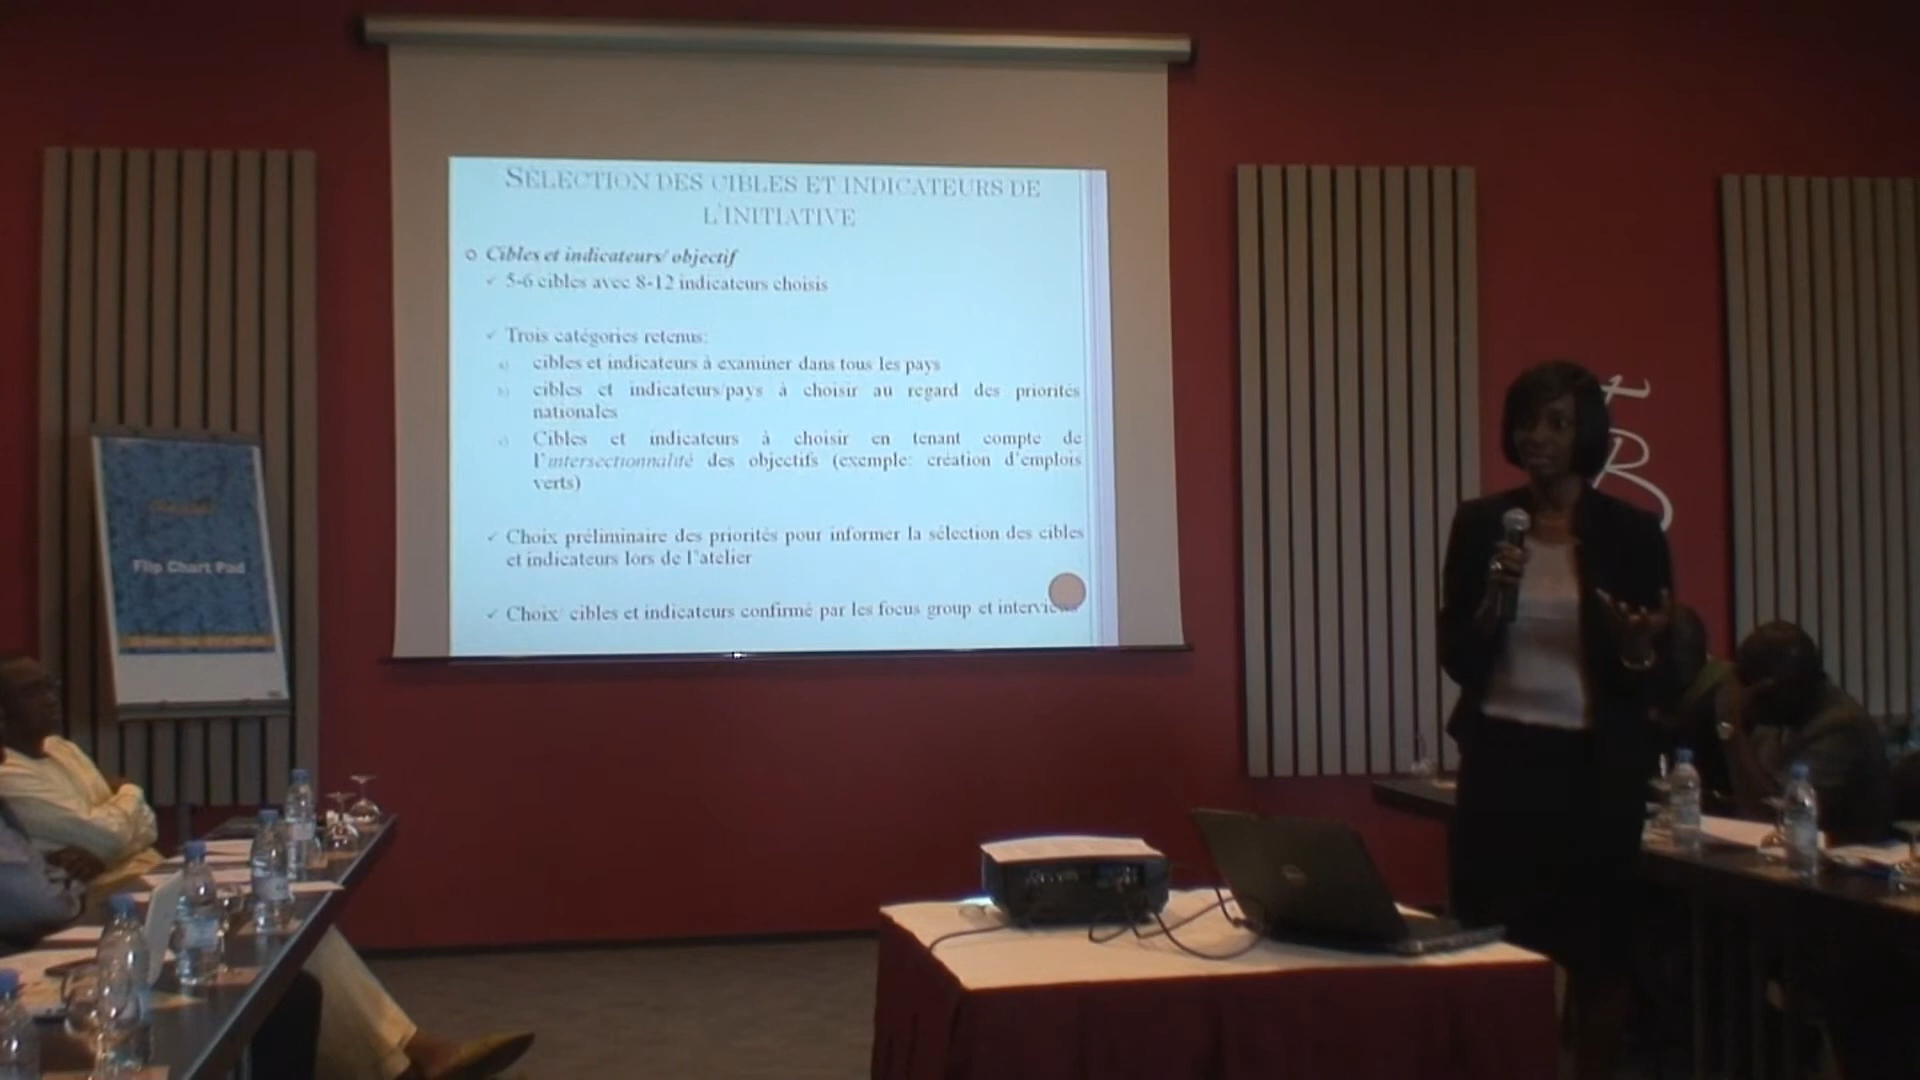 SÉLECTION DES CIBLES ET INDICATEURS DE
L'INITIATIVE
Cibles et indicateurs/ objectif
✓ 5-6 cibles avec 8-12 indicateurs choisis
✓ Trois catégories retenus:
a) cibles et indicateurs à examiner dans tous les pays
b) cibles et indicateurs/pays à choisir au regard des priorités
nationales
c) Cibles et indicateurs à choisir en tenant compte de
l'intersectionnalité des objectifs (exemple: création d'emplois
verts)
✓ Choix préliminaire des priorités pour informer la sélection des cibles
et indicateurs lors de l'atelier
✓ Choix cibles et indicateurs confirmé par les focus group et interview
Flip Chart Pad